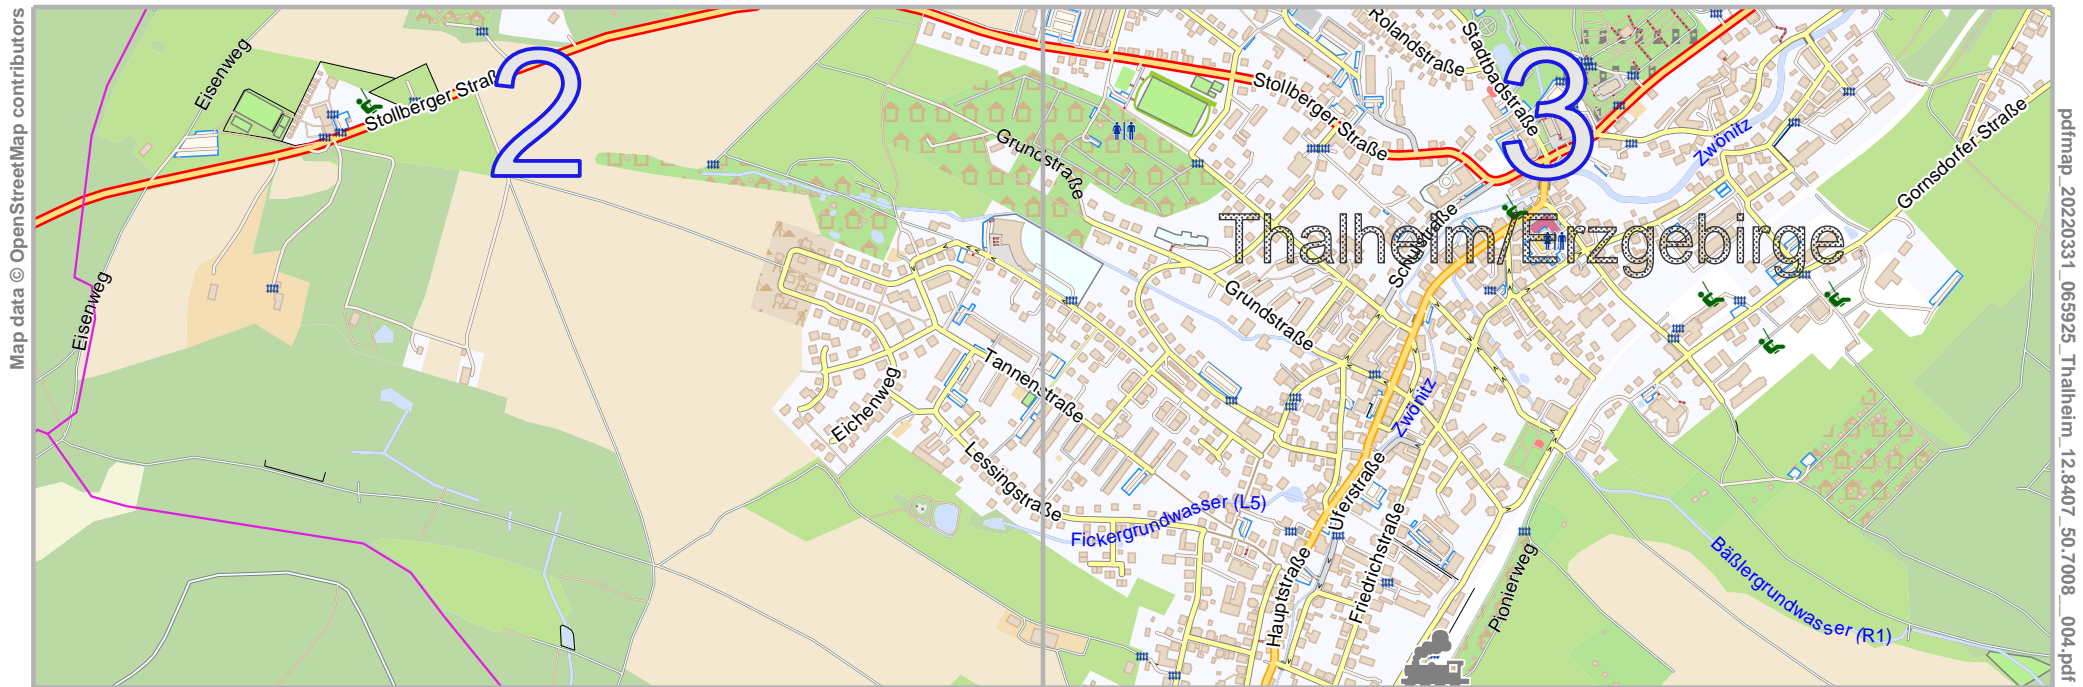 Map data © OpenStreetMap contributors
2
3
Eisenweg
Stollberger Straß
Rolandstraße
Stadtbadstraße
Stollberger Straße
Grundstraße
Zwönitz
Gornsdorfer Straße
Schulstraße
Thalheim/Erzgebirge
Eisenweg
Grundstraße
Tannenstraße
Eichenweg
Zwönitz
Lessingstraße
Uferstraße
Fickergrundwasser (L5)
Friedrichstraße
Hauptstraße
Pionierweg
Bäßlergrundwasser (R1)
pdfmap_20220331_065925_Thalheim_12.8407_50.7008__004.pdf